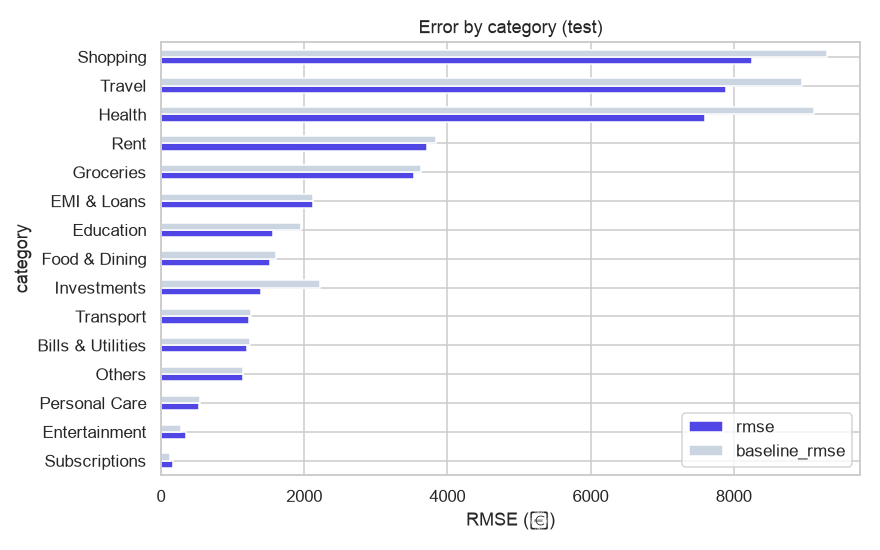 Error by category (test)
Shopping
Travel
Health
Rent
Groceries
EMI & Loans
Education
Food & Dining
Investments
Transport
Bills & Utilities
Others
Personal Care
Entertainment
Subscriptions
category
0 2000 4000 6000 8000
RMSE (€)
rmse
baseline_rmse